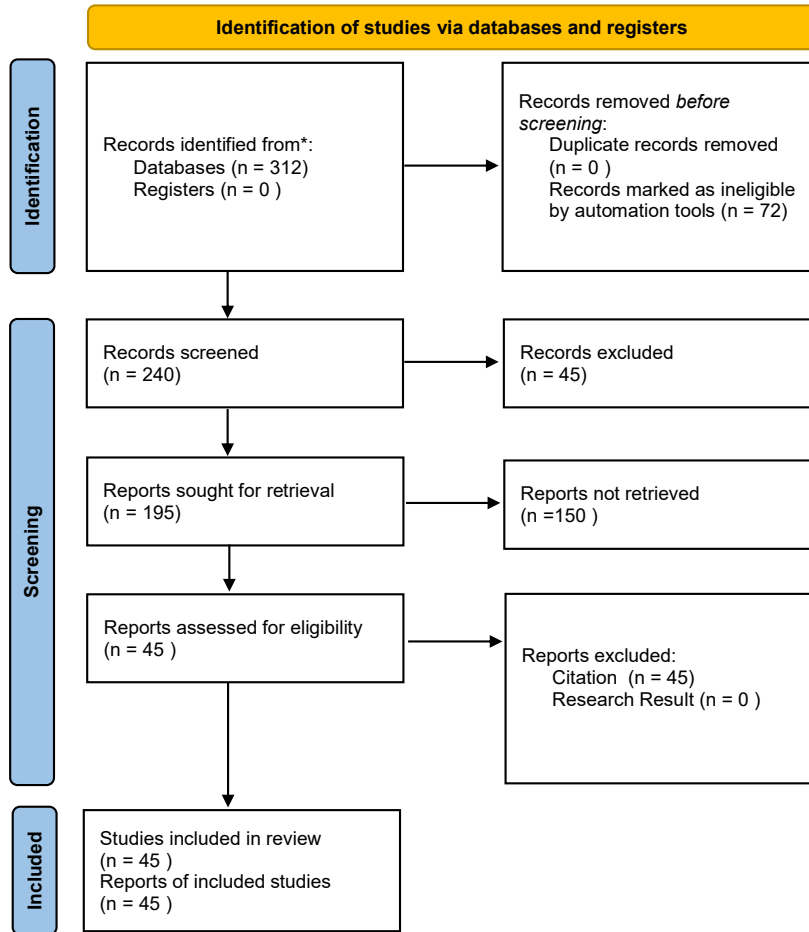 Identification of studies via databases and registers
Identification
Records identified from*:
Databases (n = 312)
Registers (n = 0 )
Records removed before
screening:
Duplicate records removed
(n = 0 )
Records marked as ineligible
by automation tools (n = 72)
Screening
Records screened
(n = 240)
Records excluded
(n = 45)
Reports sought for retrieval
(n = 195)
Reports not retrieved
(n =150 )
Reports assessed for eligibility
(n = 45 )
Reports excluded:
Citation  (n = 45)
Research Result (n = 0 )
Included
Studies included in review
(n = 45 )
Reports of included studies
(n = 45 )